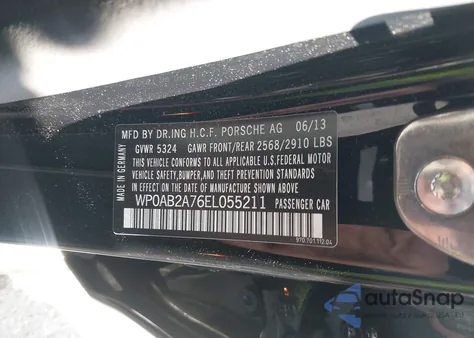 MFD BY DR.ING H.C.F. PORSCHE AG 06/13
GVWR 5324 GAWR FRONT/REAR 2568/2910 LBS
THIS VEHICLE CONFORMS TO ALL APPLICABLE U.S.FEDERAL MOTOR
VEHICLE SAFETY,BUMPER,AND THEFT PREVENTION STANDARDS IN
EFFECT ON THE DATE OF MANUFACTURE SHOWN ABOVE.
WP0AB2A76EL055211 PASSENGER CAR
MADE IN GERMANY
970.701.112.04
autoSnap